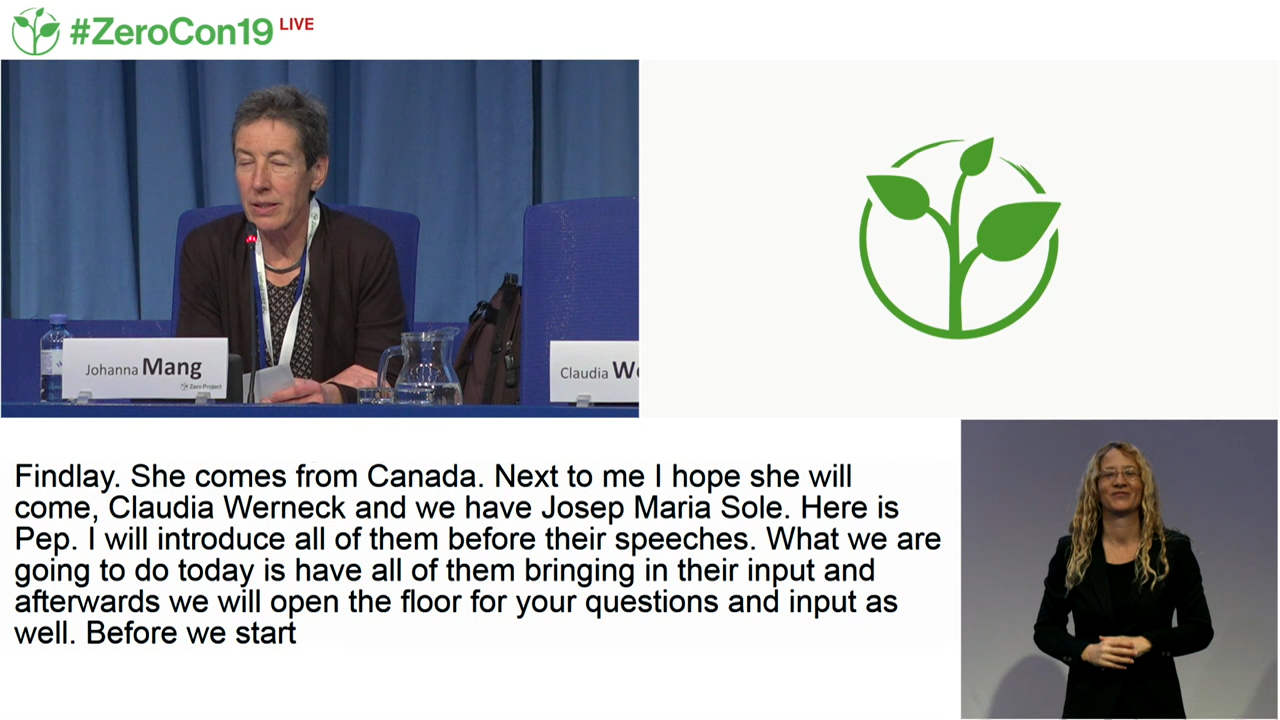 #ZeroCon19 LIVE
Johanna Mang
Zero Project
Claudia We
Findlay. She comes from Canada. Next to me I hope she will
come, Claudia Werneck and we have Josep Maria Sole. Here is
Pep. I will introduce all of them before their speeches. What we are
going to do today is have all of them bringing in their input and
afterwards we will open the floor for your questions and input as
well. Before we start